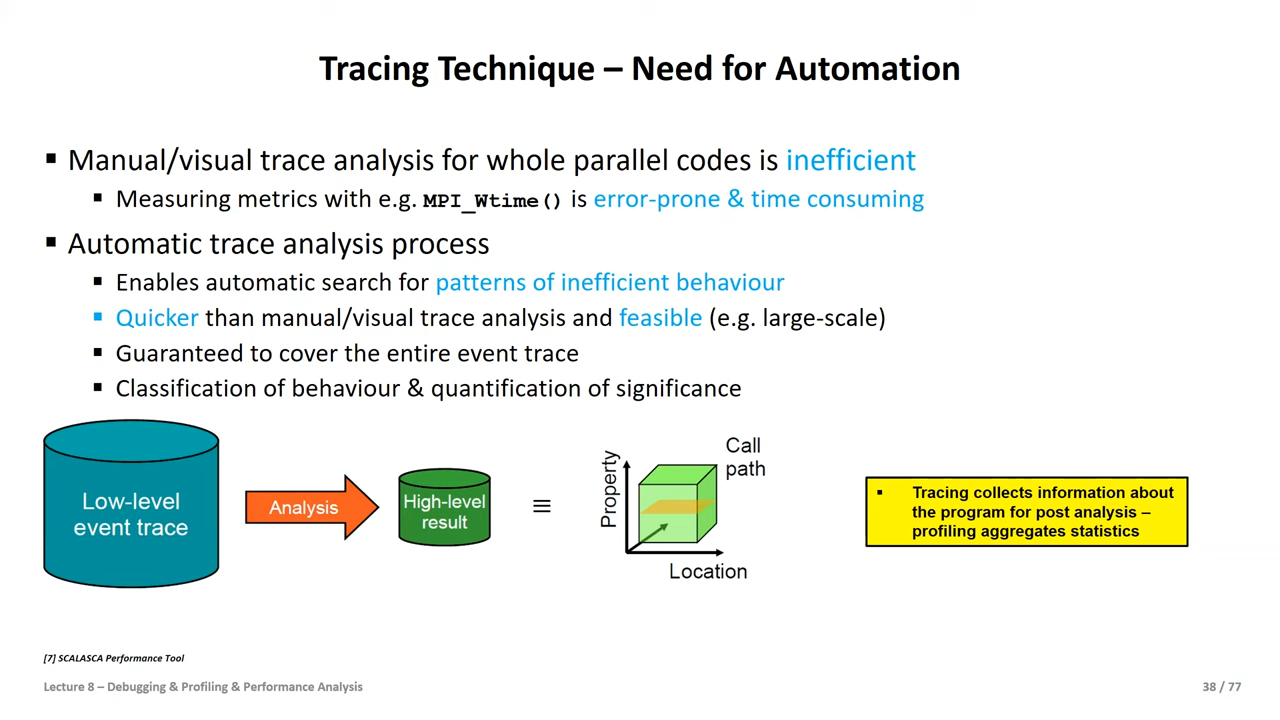 Tracing Technique – Need for Automation
▪ Manual/visual trace analysis for whole parallel codes is inefficient
▪ Measuring metrics with e.g. MPI_Wtime() is error-prone & time consuming
▪ Automatic trace analysis process
▪ Enables automatic search for patterns of inefficient behaviour
▪ Quicker than manual/visual trace analysis and feasible (e.g. large-scale)
▪ Guaranteed to cover the entire event trace
▪ Classification of behaviour & quantification of significance
Low-level
event trace
Analysis
High-level
result
≡
Property
Call
path
Location
▪ Tracing collects information about
the program for post analysis –
profiling aggregates statistics
[7] SCALASCA Performance Tool
Lecture 8 – Debugging & Profiling & Performance Analysis
38 / 77